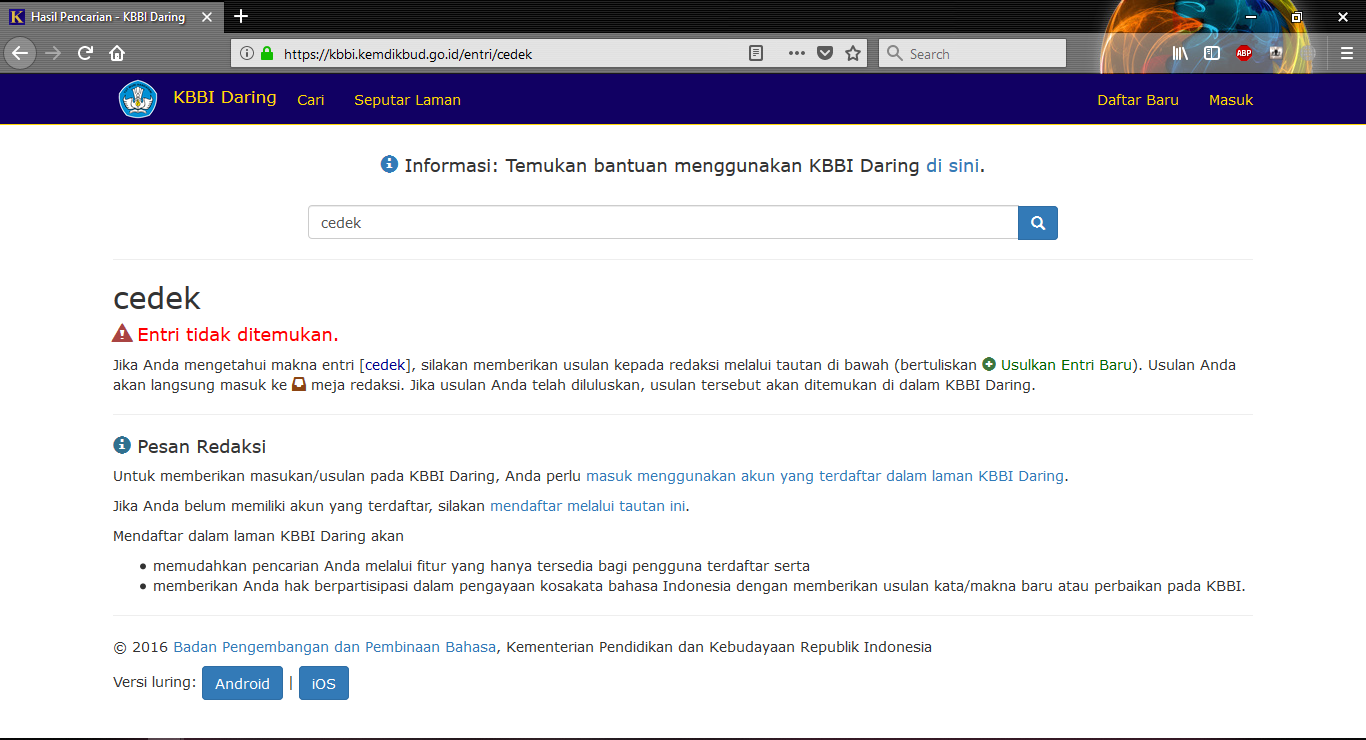 Hasil Pencarian - KBBI Daring
https://kbbi.kemdikbud.go.id/entri/cedek
Search
ABP
KBBI Daring Cari Seputar Laman Daftar Baru Masuk
Informasi: Temukan bantuan menggunakan KBBI Daring di sini.
cedek
cedek
Entri tidak ditemukan.
Jika Anda mengetahui makna entri [cedek], silakan memberikan usulan kepada redaksi melalui tautan di bawah (bertuliskan Usulkan Entri Baru). Usulan Anda
akan langsung masuk ke meja redaksi. Jika usulan Anda telah diluluskan, usulan tersebut akan ditemukan di dalam KBBI Daring.
Pesan Redaksi
Untuk memberikan masukan/usulan pada KBBI Daring, Anda perlu masuk menggunakan akun yang terdaftar dalam laman KBBI Daring.
Jika Anda belum memiliki akun yang terdaftar, silakan mendaftar melalui tautan ini.
Mendaftar dalam laman KBBI Daring akan
• memudahkan pencarian Anda melalui fitur yang hanya tersedia bagi pengguna terdaftar serta
• memberikan Anda hak berpartisipasi dalam pengayaan kosakata bahasa Indonesia dengan memberikan usulan kata/makna baru atau perbaikan pada KBBI.
© 2016 Badan Pengembangan dan Pembinaan Bahasa, Kementerian Pendidikan dan Kebudayaan Republik Indonesia
Versi luring: Android | iOS